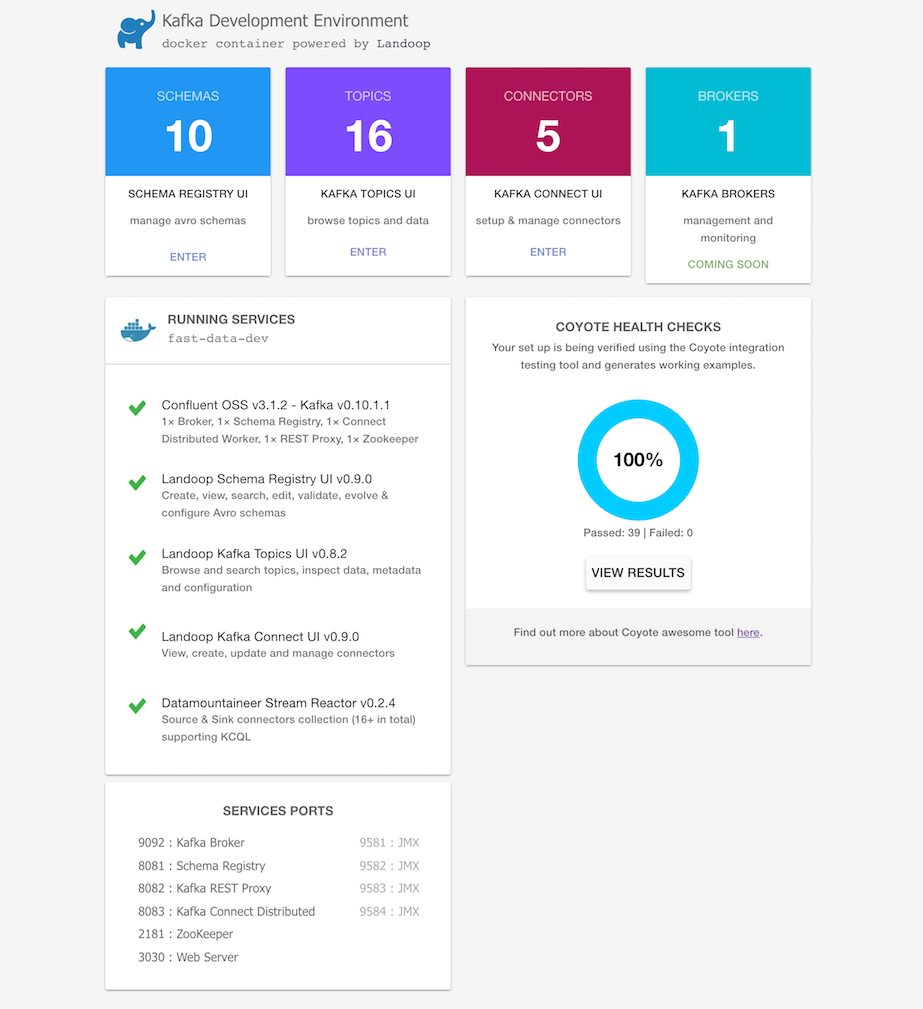 Kafka Development Environment
docker container powered by Landoop
SCHEMAS
10
SCHEMA REGISTRY UI
manage avro schemas
ENTER
TOPICS
16
KAFKA TOPICS UI
browse topics and data
ENTER
CONNECTORS
5
KAFKA CONNECT UI
setup & manage connectors
ENTER
BROKERS
1
KAFKA BROKERS
management and
monitoring
COMING SOON
RUNNING SERVICES
fast-data-dev
Confluent OSS v3.1.2 - Kafka v0.10.1.1
1× Broker, 1× Schema Registry, 1× Connect
Distributed Worker, 1× REST Proxy, 1× Zookeeper
Landoop Schema Registry UI v0.9.0
Create, view, search, edit, validate, evolve &
configure Avro schemas
Landoop Kafka Topics UI v0.8.2
Browse and search topics, inspect data, metadata
and configuration
Landoop Kafka Connect UI v0.9.0
View, create, update and manage connectors
Datamountaineer Stream Reactor v0.2.4
Source & Sink connectors collection (16+ in total)
supporting KCQL
COYOTE HEALTH CHECKS
Your set up is being verified using the Coyote integration
testing tool and generates working examples.
100%
Passed: 39 | Failed: 0
VIEW RESULTS
Find out more about Coyote awesome tool here.
SERVICES PORTS
9092 : Kafka Broker 9581 : JMX
8081 : Schema Registry 9582 : JMX
8082 : Kafka REST Proxy 9583 : JMX
8083 : Kafka Connect Distributed 9584 : JMX
2181 : ZooKeeper
3030 : Web Server